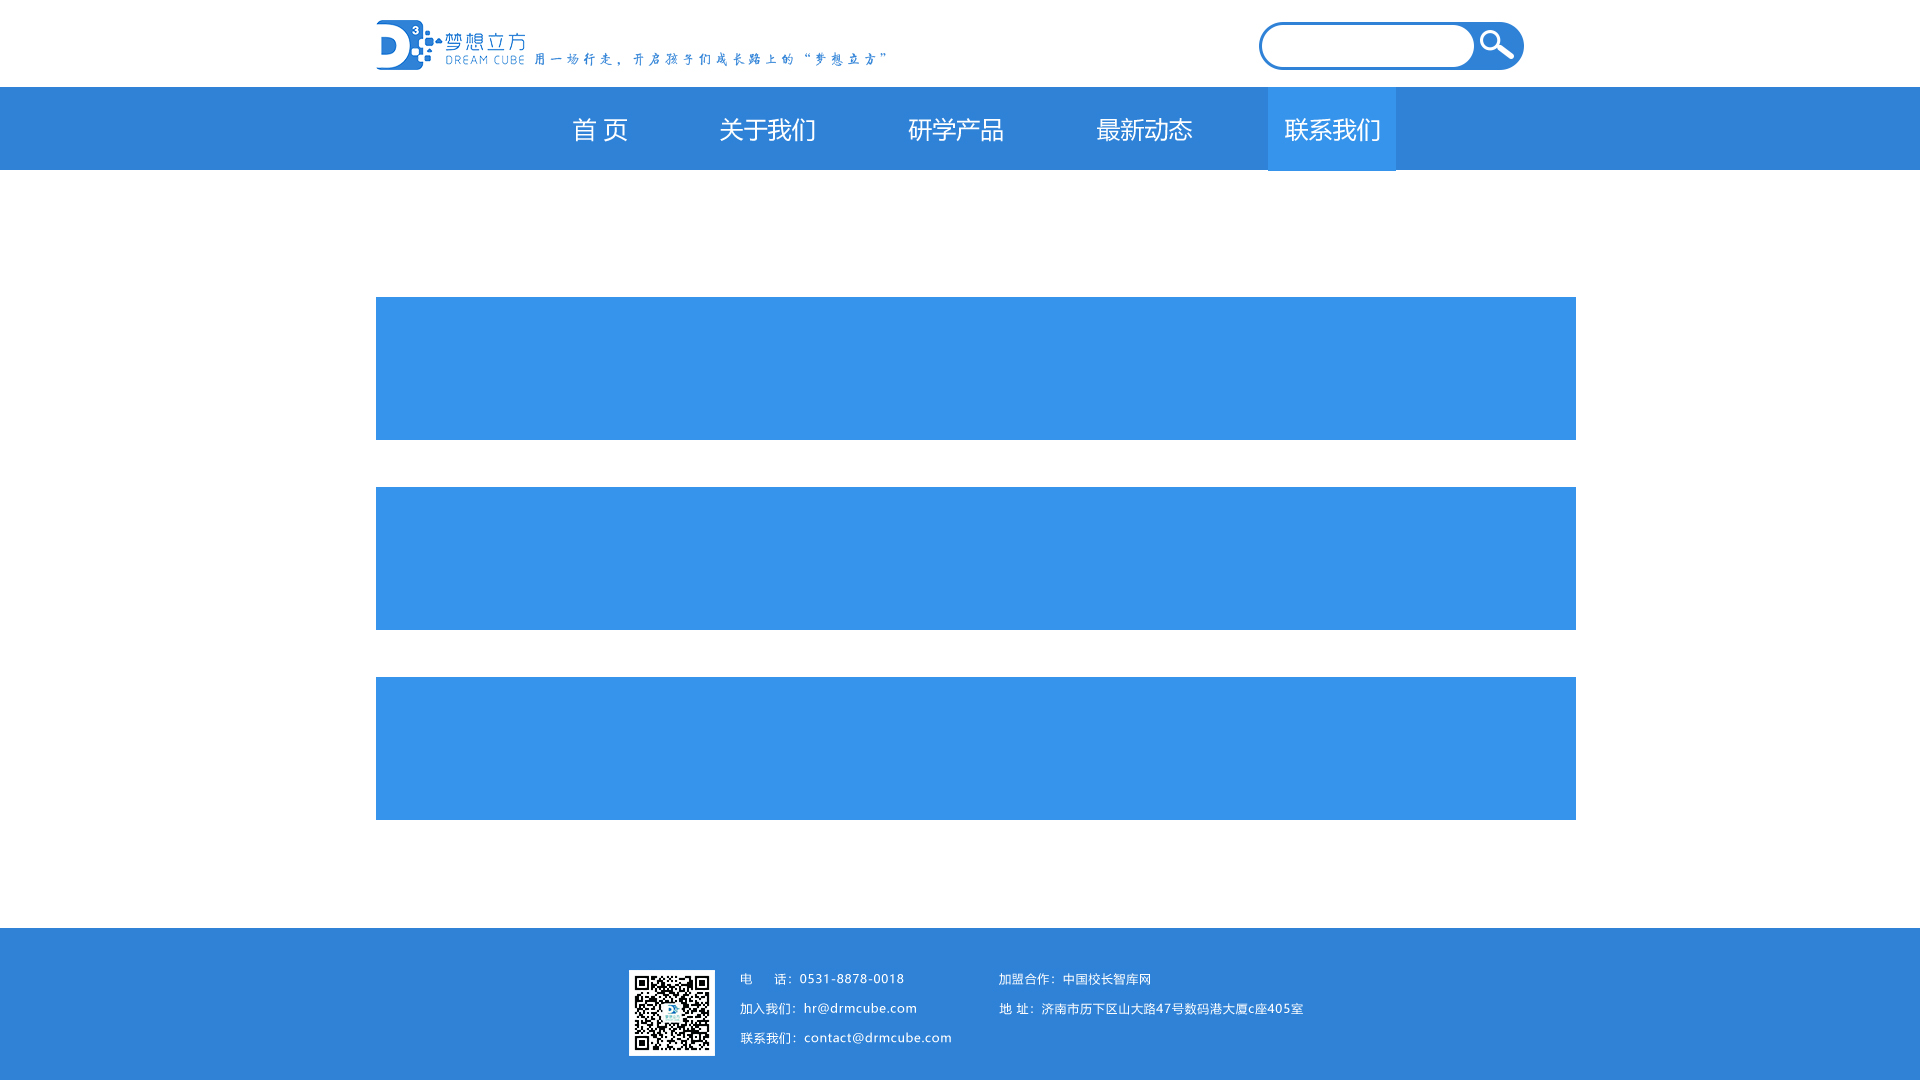 D3
梦想立方
DREAM CUBE
用一场行走，开启孩子们成长路上的“梦想立方”
首 页
关于我们
研学产品
最新动态
联系我们
电 话：0531-8878-0018
加入我们：hr@drmcube.com
联系我们：contact@drmcube.com
加盟合作：中国校长智库网
地 址：济南市历下区山大路47号数码港大厦c座405室